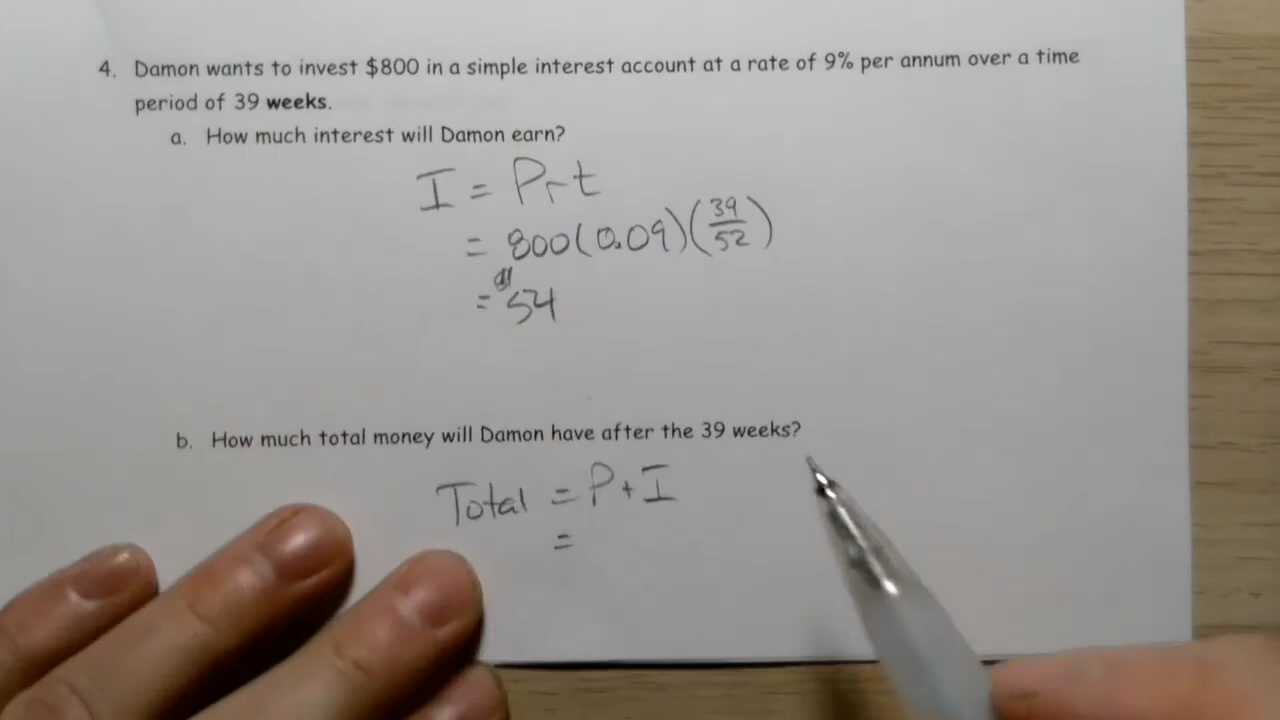 4. Damon wants to invest $800 in a simple interest account at a rate of 9% per annum over a time
period of 39 weeks.
a. How much interest will Damon earn?
I = Prt
= 800(0.09)(39/52)
= $54
b. How much total money will Damon have after the 39 weeks?
Total = P+I
=